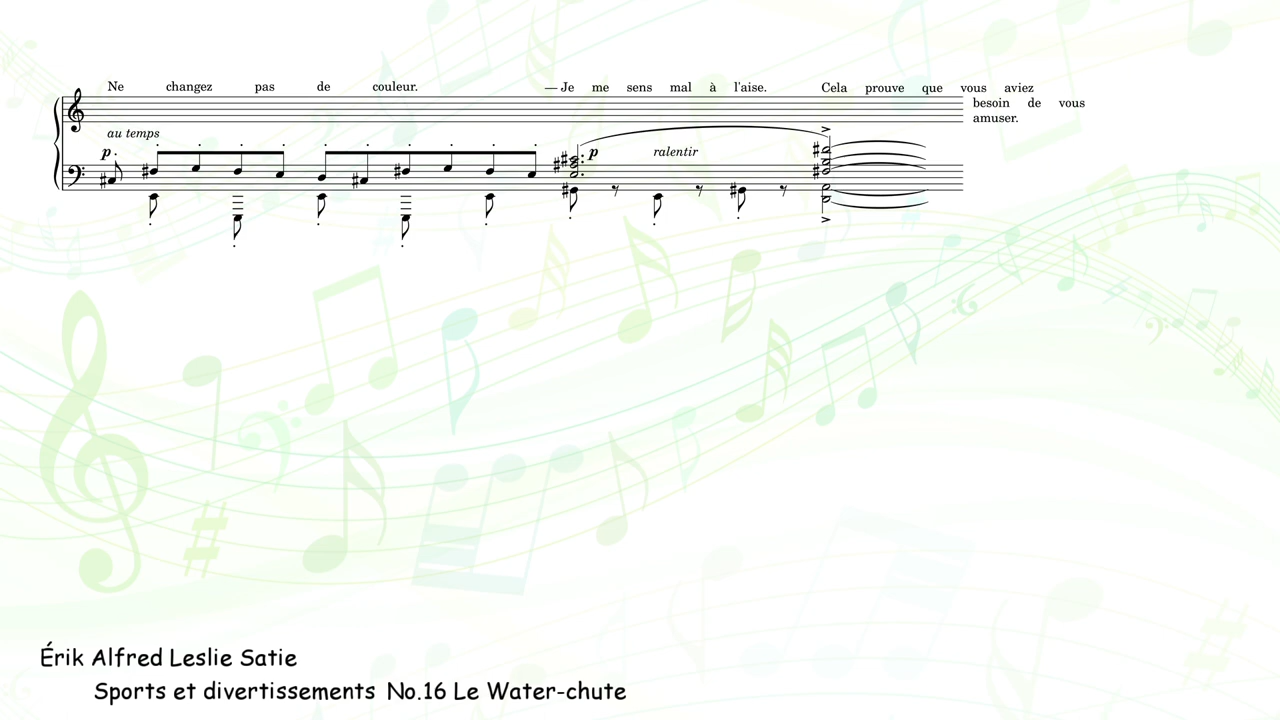 Ne changez pas de couleur. — Je me sens mal à l'aise. Cela prouve que vous aviez
besoin de vous
amuser.
au temps
p
p
ralentir
Érik Alfred Leslie Satie
Sports et divertissements No.16 Le Water-chute